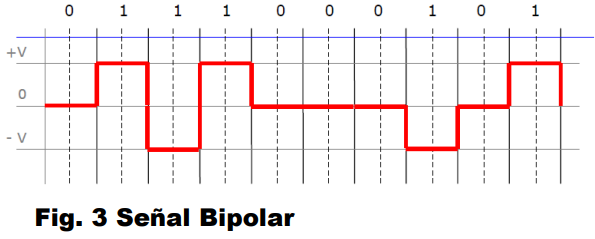 0 1 1 1 0 0 0 1 0 1
+V
0
- V
Fig. 3 Señal Bipolar